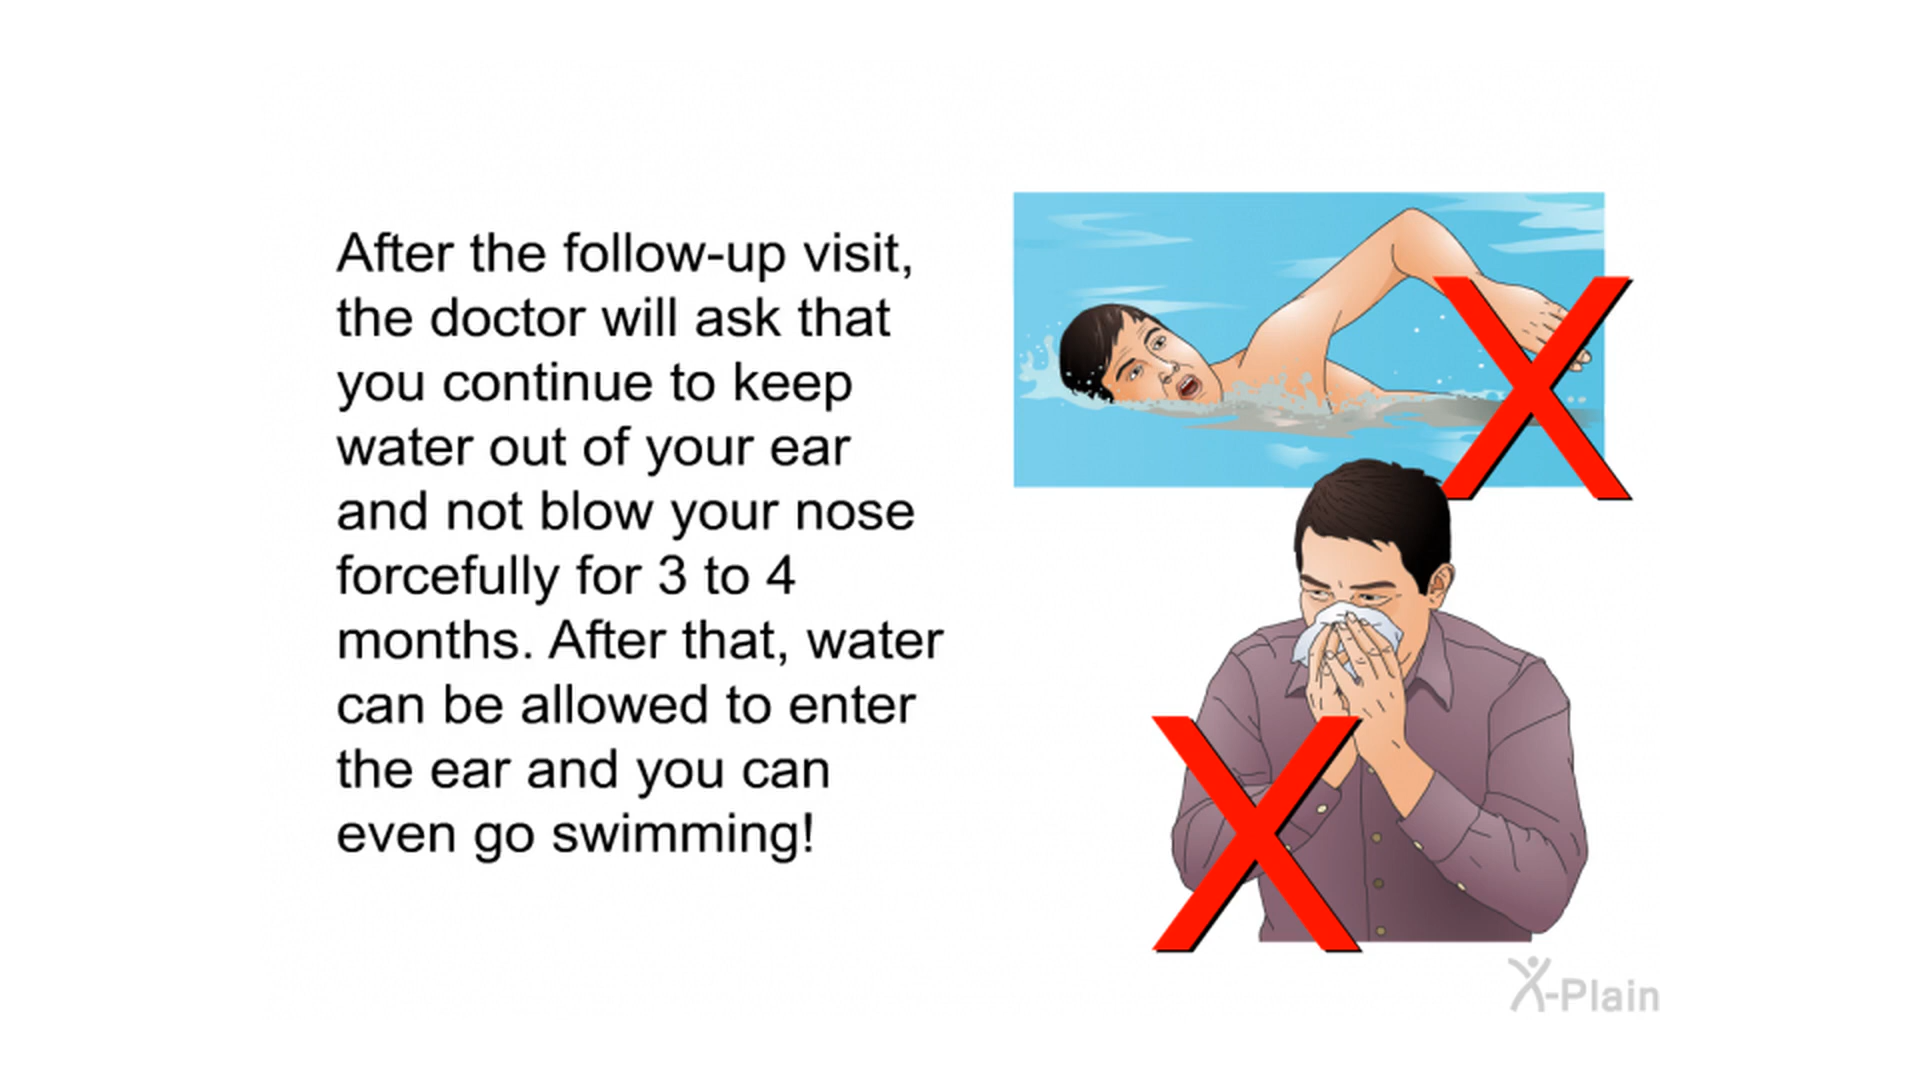 After the follow-up visit,
the doctor will ask that
you continue to keep
water out of your ear
and not blow your nose
forcefully for 3 to 4
months. After that, water
can be allowed to enter
the ear and you can
even go swimming!
X-Plain